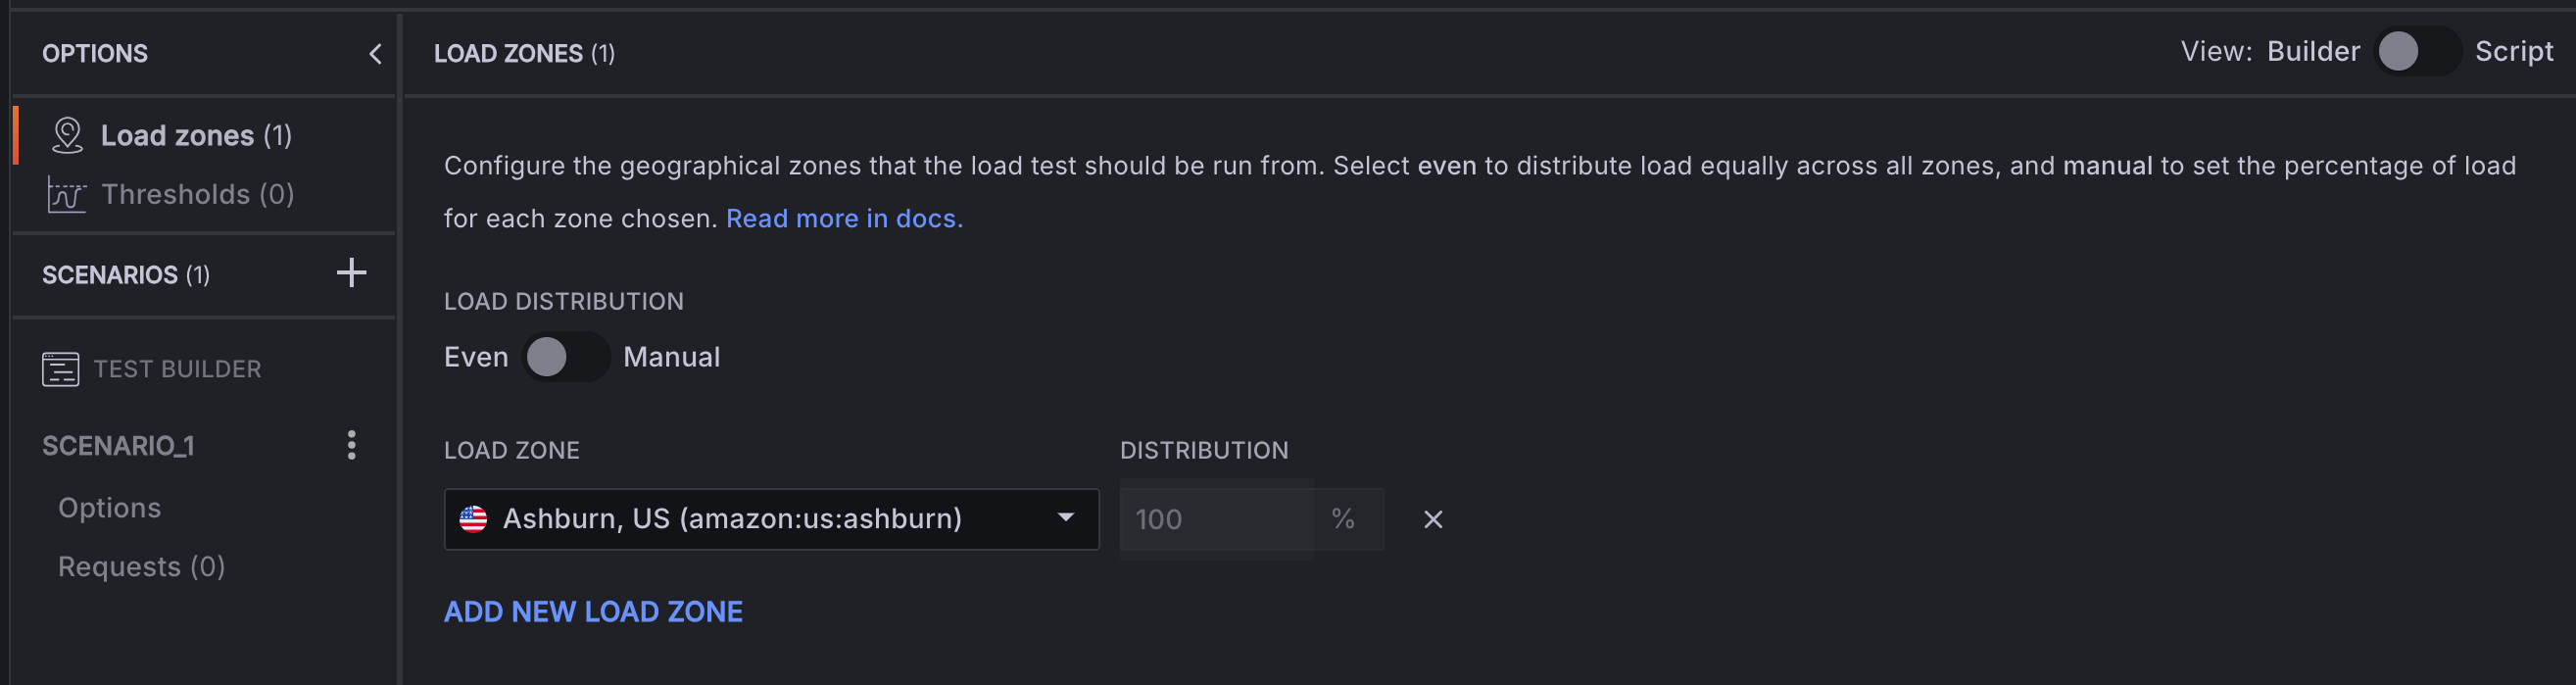 OPTIONS
Load zones (1)
Thresholds (0)
SCENARIOS (1)
TEST BUILDER
SCENARIO_1
Options
Requests (0)
LOAD ZONES (1)
View: Builder Script
Configure the geographical zones that the load test should be run from. Select even to distribute load equally across all zones, and manual to set the percentage of load
for each zone chosen. Read more in docs.
LOAD DISTRIBUTION
Even Manual
LOAD ZONE DISTRIBUTION
Ashburn, US (amazon:us:ashburn) 100 %
ADD NEW LOAD ZONE